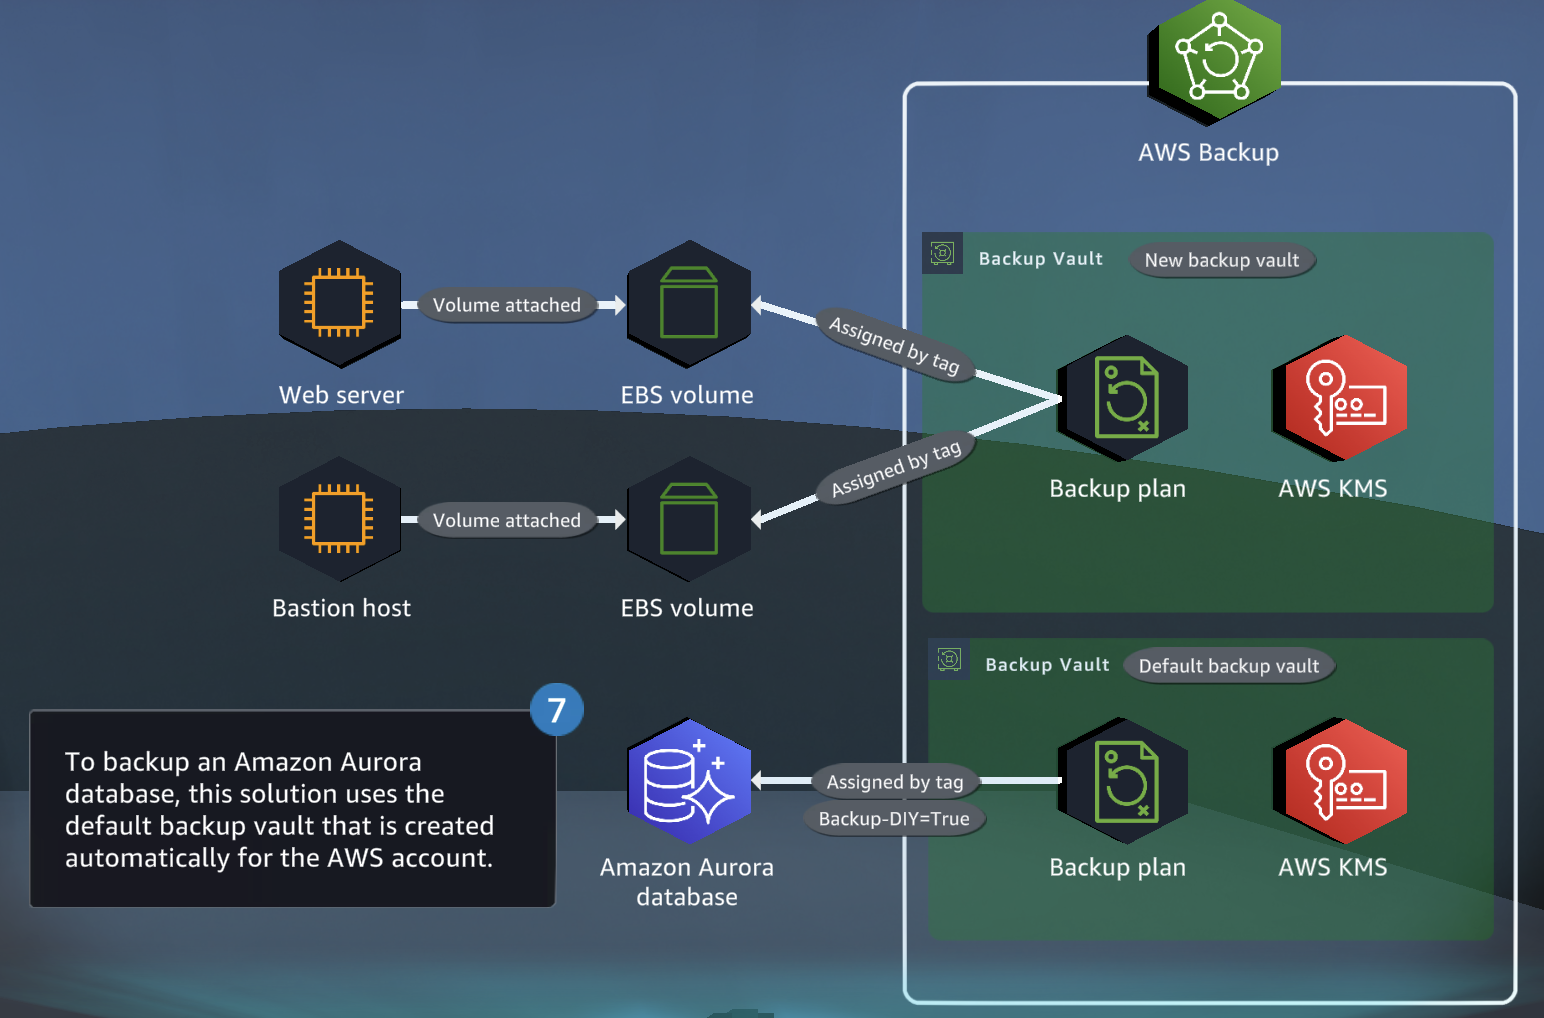 AWS Backup
Backup Vault
New backup vault
Volume attached
Assigned by tag
Web server
EBS volume
Assigned by tag
Backup plan
AWS KMS
Volume attached
Bastion host
EBS volume
Backup Vault
Default backup vault
7
To backup an Amazon Aurora
database, this solution uses the
default backup vault that is created
automatically for the AWS account.
Assigned by tag
Backup-DIY=True
Amazon Aurora
database
Backup plan
AWS KMS